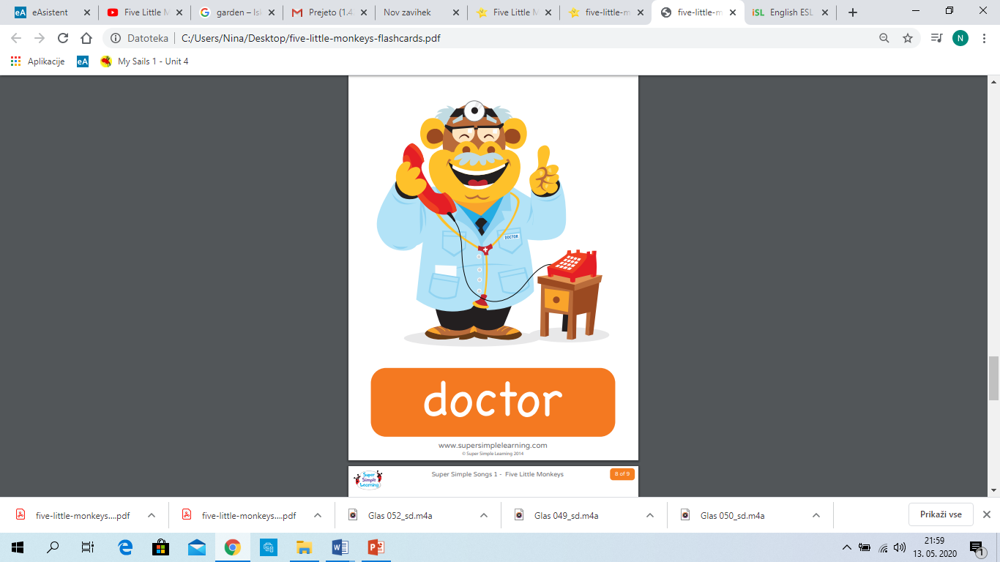 eAsistent
Five Little M
garden – Isk
Prejeto (1.4
Nov zavihek
Five Little M
five-little-m
five-little-m
English ESL
Datoteka
C:/Users/Nina/Desktop/five-little-monkeys-flashcards.pdf
N
Aplikacije
eA
My Sails 1 - Unit 4
DOCTOR
doctor
www.supersimplelearning.com
© Super Simple Learning 2014
Super Simple Learning
Super Simple Songs 1 - Five Little Monkeys
8 of 9
five-little-monkeys....pdf
five-little-monkeys....pdf
Glas 052_sd.m4a
Glas 049_sd.m4a
Glas 050_sd.m4a
Prikaži vse
21:59
13. 05. 2020
1